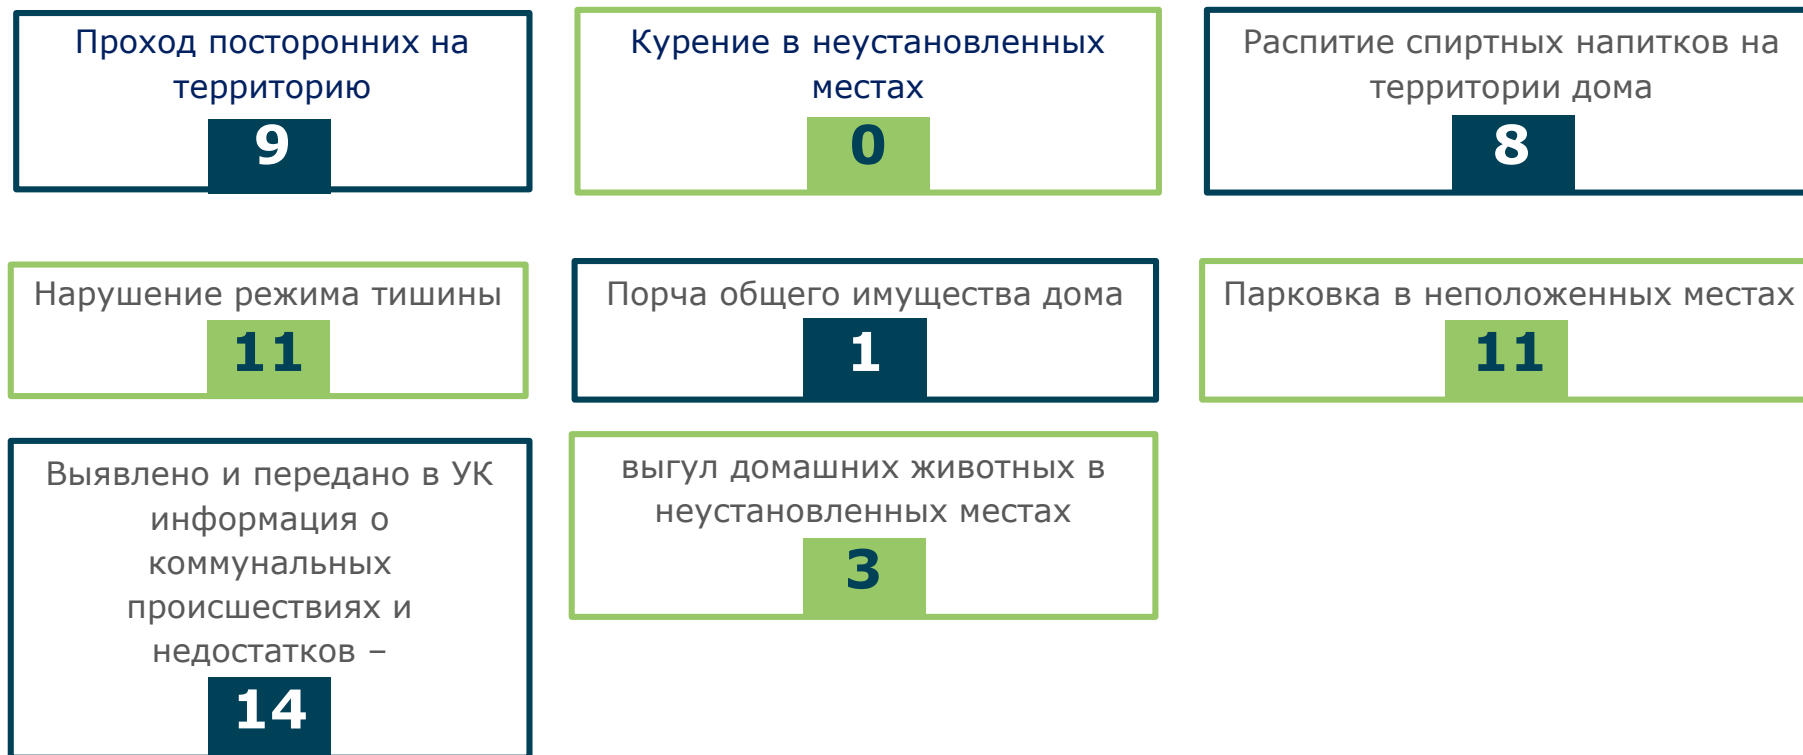 Проход посторонних на
территорию
9
Курение в неустановленных
местах
0
Распитие спиртных напитков на
территории дома
8
Нарушение режима тишины
11
Порча общего имущества дома
1
Парковка в неположенных местах
11
Выявлено и передано в УК
информация о
коммунальных
происшествиях и
недостатков –
14
выгул домашних животных в
неустановленных местах
3